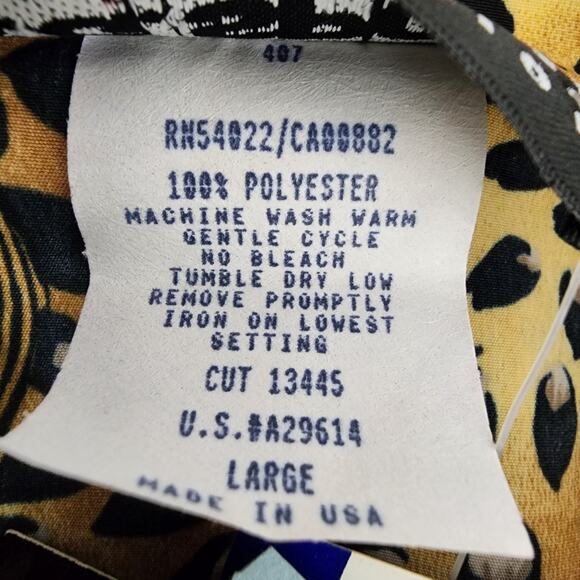 407
RN54022/CA00882
100% POLYESTER
MACHINE WASH WARM
GENTLE CYCLE
NO BLEACH
TUMBLE DRY LOW
REMOVE PROMPTLY
IRON ON LOWEST
SETTING
CUT 13445
U.S.#A29614
LARGE
MADE IN USA